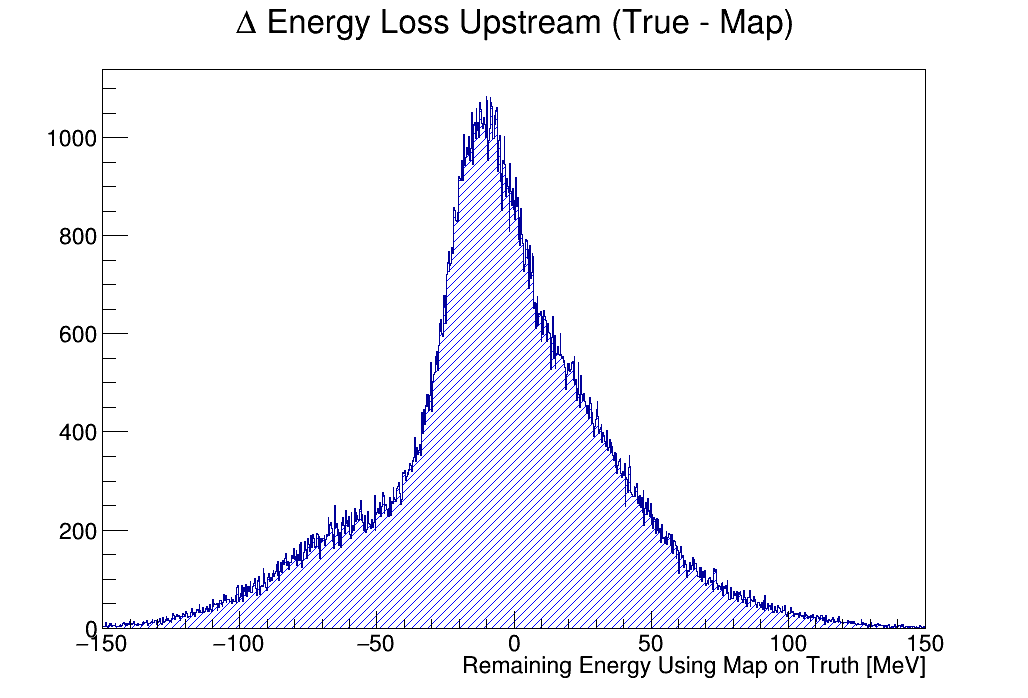 Δ Energy Loss Upstream (True - Map)
1000
800
600
400
200
0
−150 −100 −50 0 50 100 150
Remaining Energy Using Map on Truth [MeV]